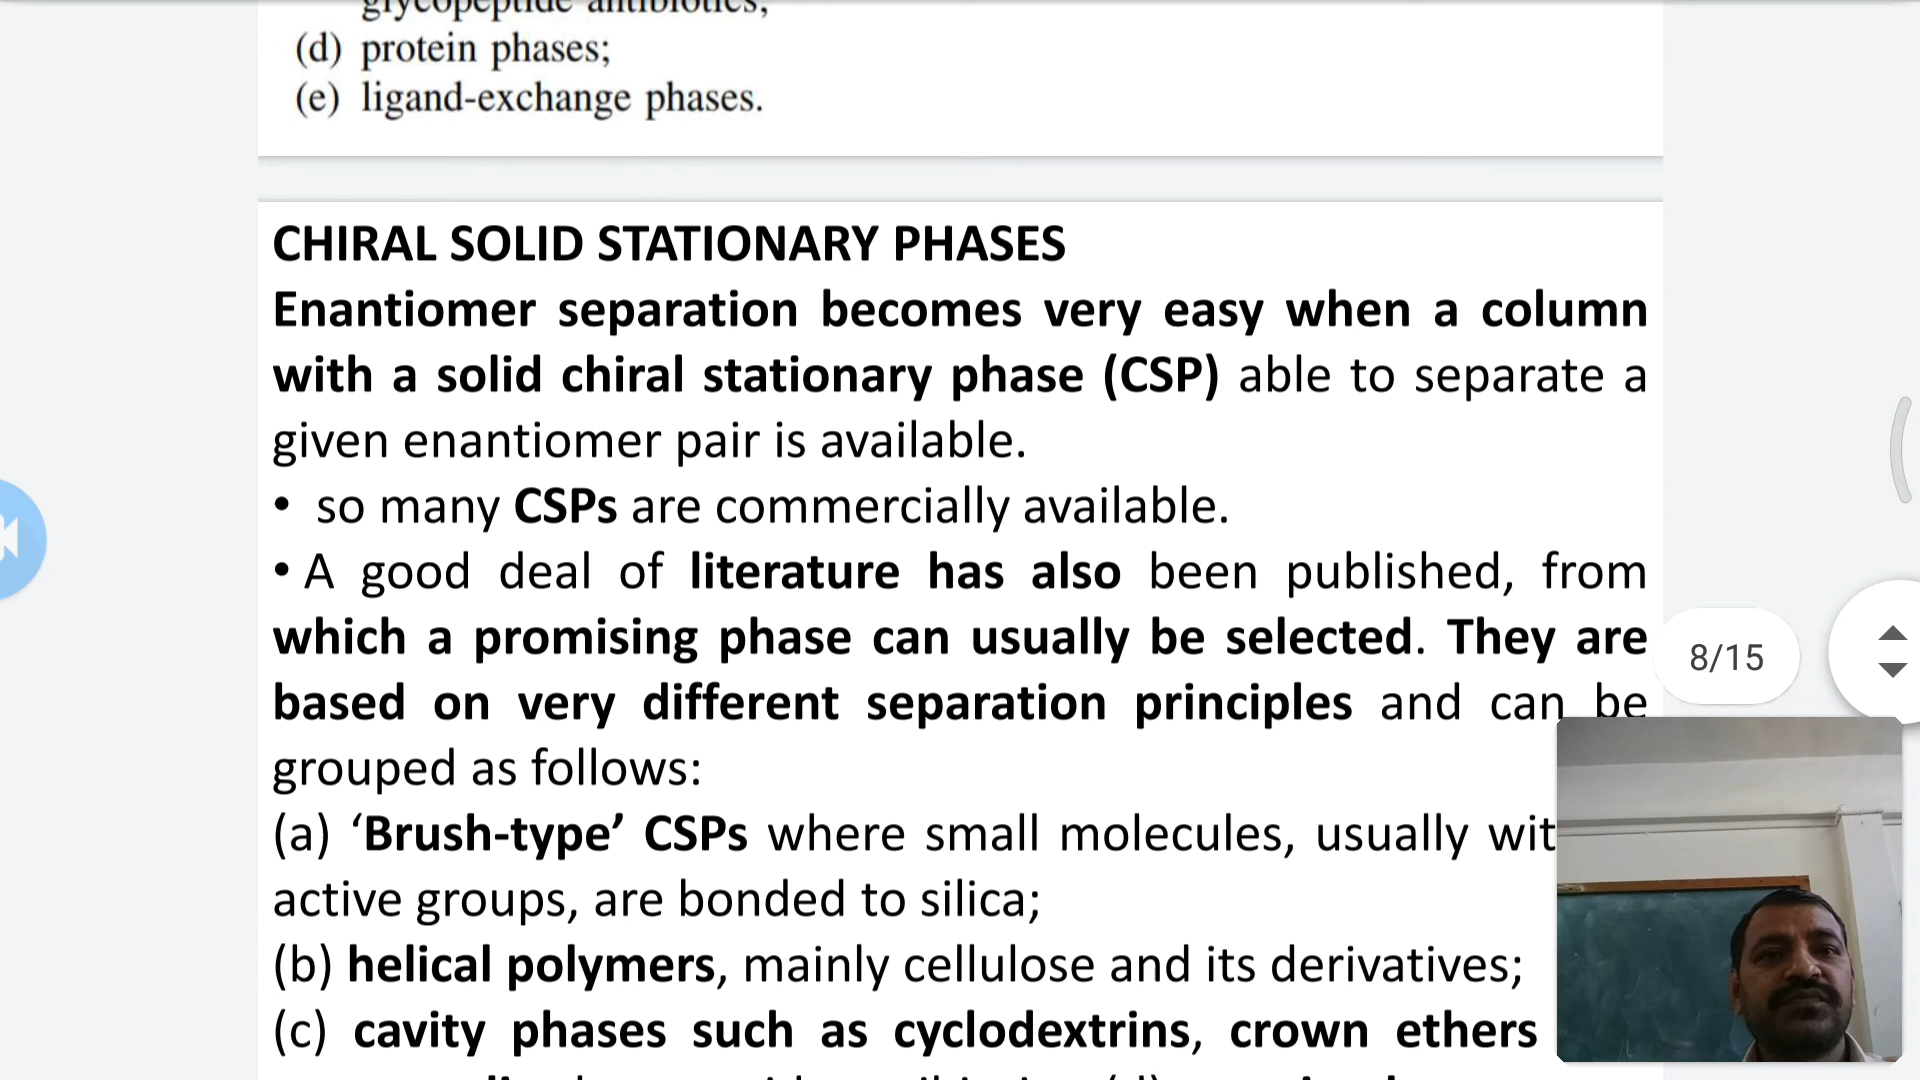 glycopeptide antibiotics;
(d) protein phases;
(e) ligand-exchange phases.
CHIRAL SOLID STATIONARY PHASES
Enantiomer separation becomes very easy when a column
with a solid chiral stationary phase (CSP) able to separate a
given enantiomer pair is available.
• so many CSPs are commercially available.
• A good deal of literature has also been published, from
which a promising phase can usually be selected. They are
based on very different separation principles and can be
grouped as follows:
(a) ‘Brush-type’ CSPs where small molecules, usually wit
active groups, are bonded to silica;
(b) helical polymers, mainly cellulose and its derivatives;
(c) cavity phases such as cyclodextrins, crown ethers
8/15